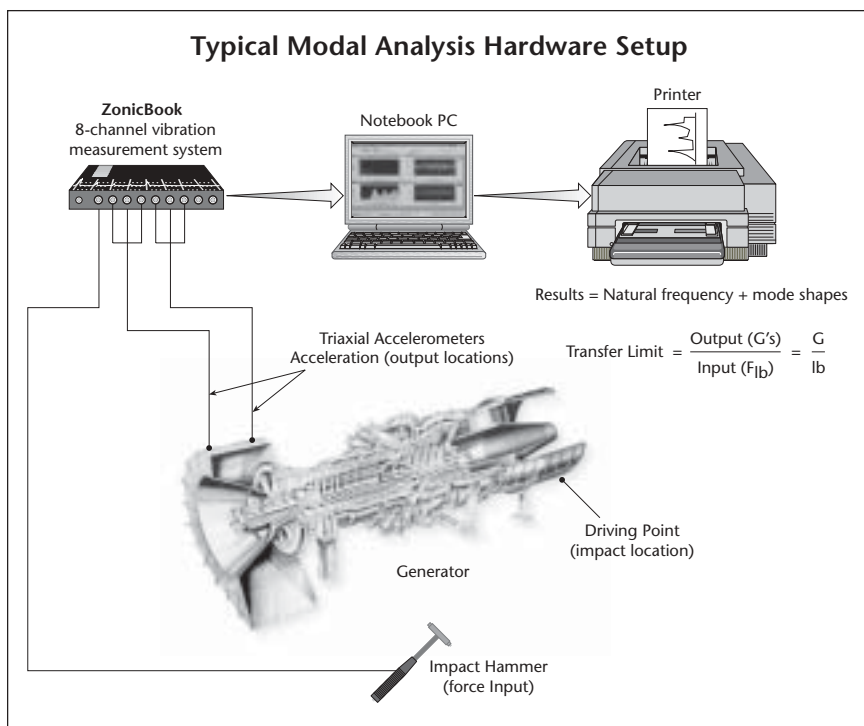 Typical Modal Analysis Hardware Setup
ZonicBook
8-channel vibration
measurement system
Notebook PC
Printer
Results = Natural frequency + mode shapes
Transfer Limit = Output (G's) / Input (Flb) = G / lb
Triaxial Accelerometers
Acceleration (output locations)
Driving Point
(impact location)
Generator
Impact Hammer
(force Input)